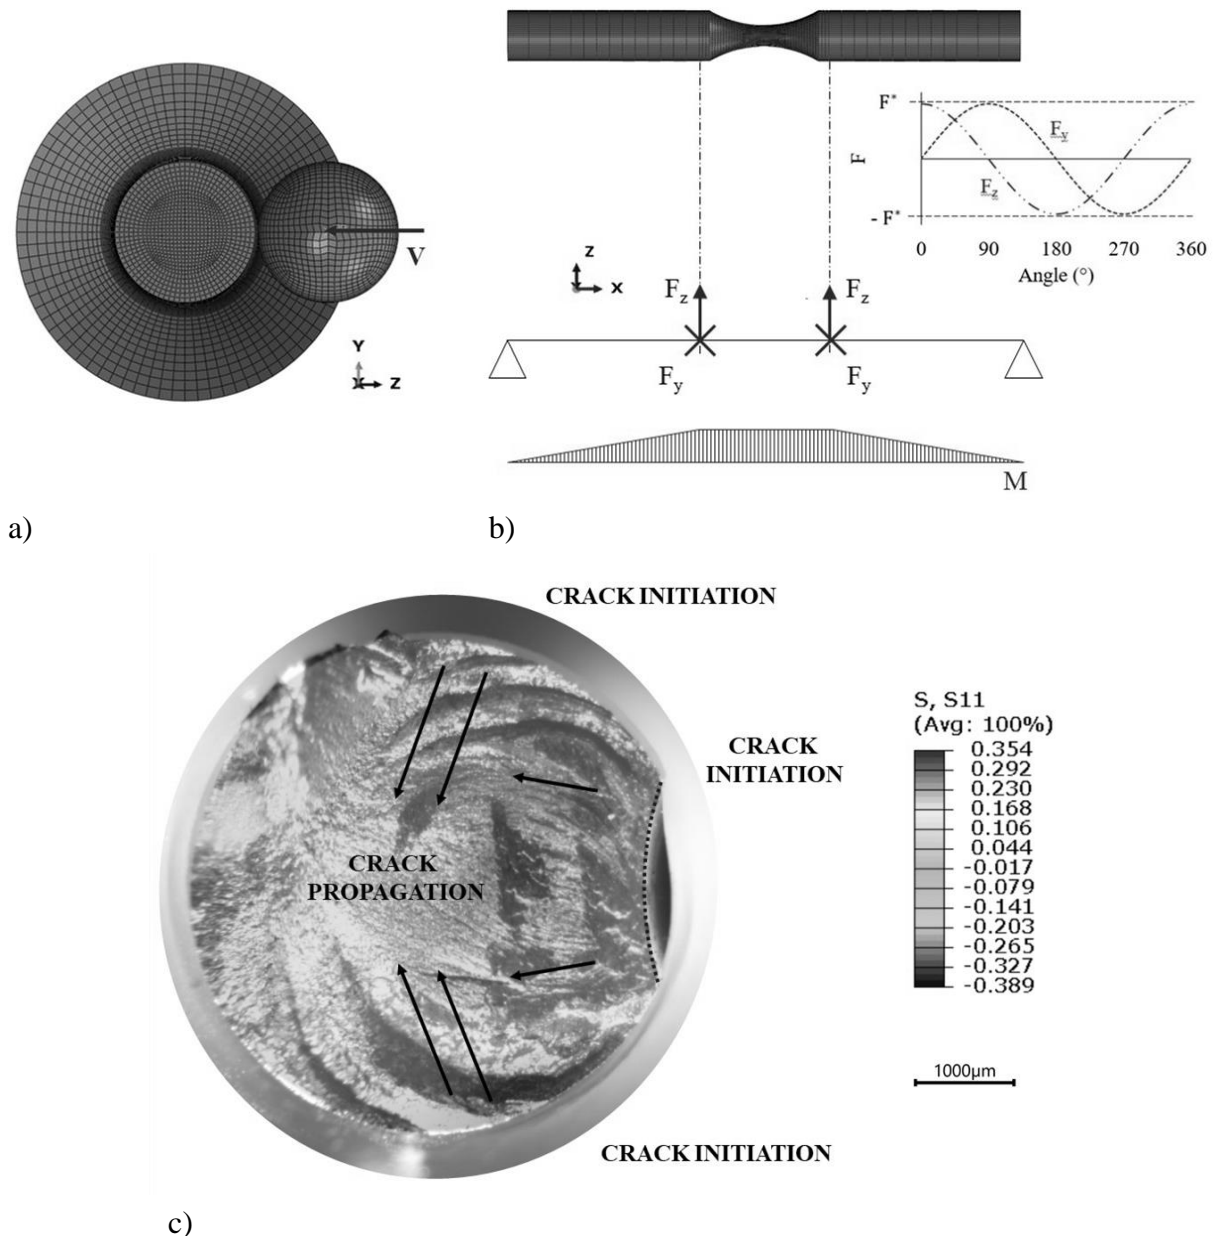 V
Y
X Z
a)
F*
F
- F*
Fy
Fz
0 90 180 270 360
Angle (°)
Z
X
Fz Fz
Fy Fy
M
b)
CRACK INITIATION
CRACK
INITIATION
CRACK
PROPAGATION
CRACK INITIATION
S, S11
(Avg: 100%)
0.354
0.292
0.230
0.168
0.106
0.044
-0.017
-0.079
-0.141
-0.203
-0.265
-0.327
-0.389
1000µm
c)